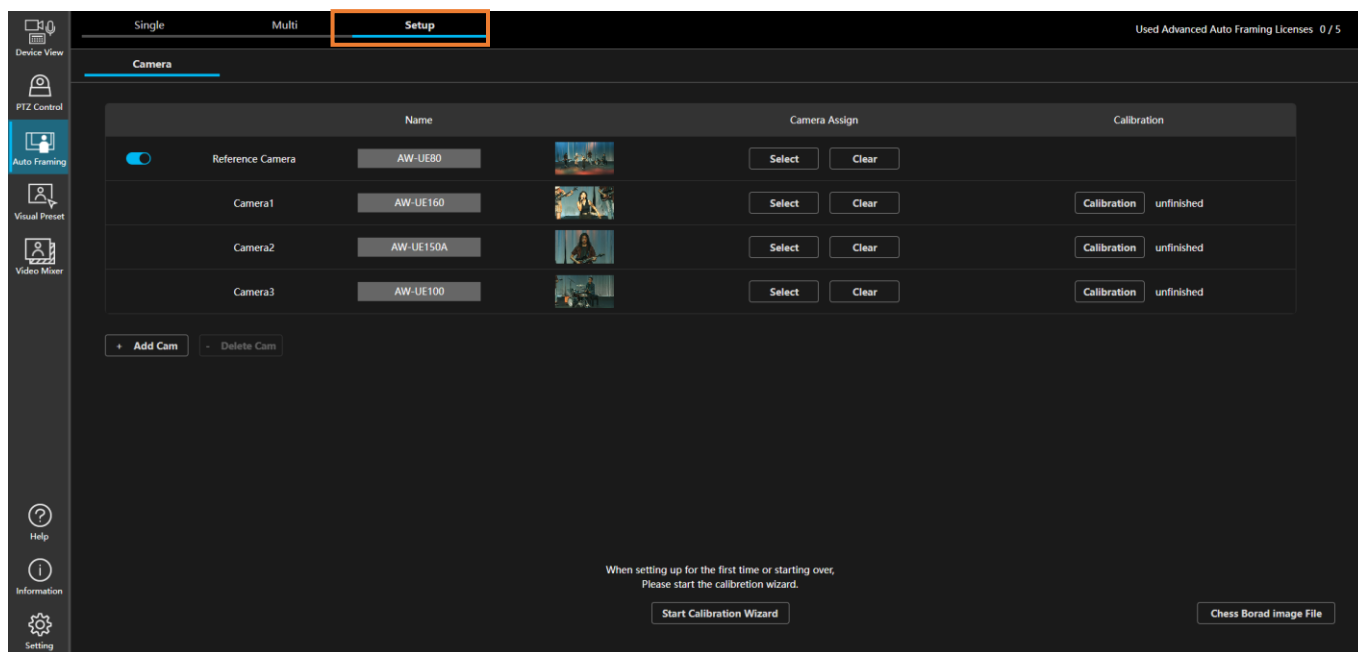 Single Multi Setup Used Advanced Auto Framing Licenses 0 / 5
Device View
Camera
PTZ Control
Name Camera Assign Calibration
Auto Framing
Reference Camera AW-UE80 Select Clear
Visual Preset
Camera1 AW-UE160 Select Clear Calibration unfinished
Video Mixer
Camera2 AW-UE150A Select Clear Calibration unfinished
Camera3 AW-UE100 Select Clear Calibration unfinished
+ Add Cam - Delete Cam
Help
When setting up for the first time or starting over,
Please start the calibretion wizard.
Information
Start Calibration Wizard Chess Borad image File
Setting